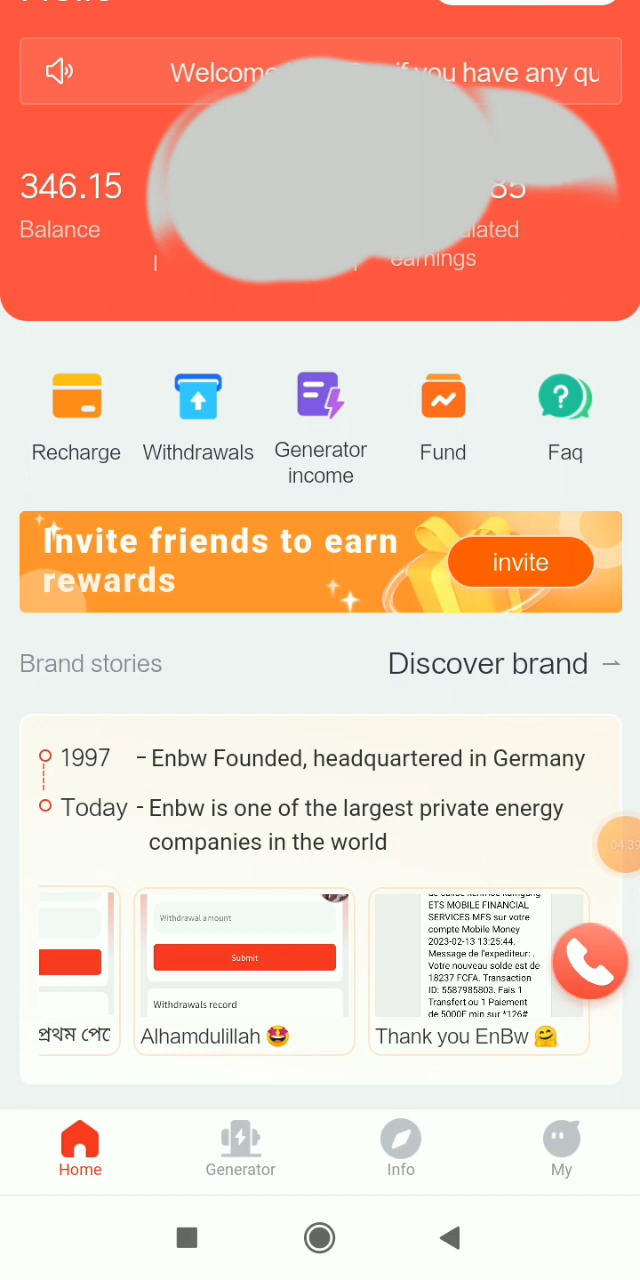 Welcome if you have any qu
346.15
Balance
earnings
Recharge
Withdrawals
Generator
income
Fund
Faq
Invite friends to earn
rewards
invite
Brand stories
Discover brand →
1997 - Enbw Founded, headquartered in Germany
Today - Enbw is one of the largest private energy
companies in the world
04:39
Withdrawal amount
Submit
Withdrawals record
ETS MOBILE FINANCIAL
SERVICES MFS sur votre
compte Mobile Money
2023-02-13 13:25:44.
Message de l'expediteur: .
Votre nouveau solde est de
18237 FCFA. Transaction
ID: 5587985803. Fais 1
Transfert ou 1 Paiement
de 5000F min sur *126#
প্রথম
Alhamdulillah 🤩
Thank you EnBw 🤗
Home
Generator
Info
My